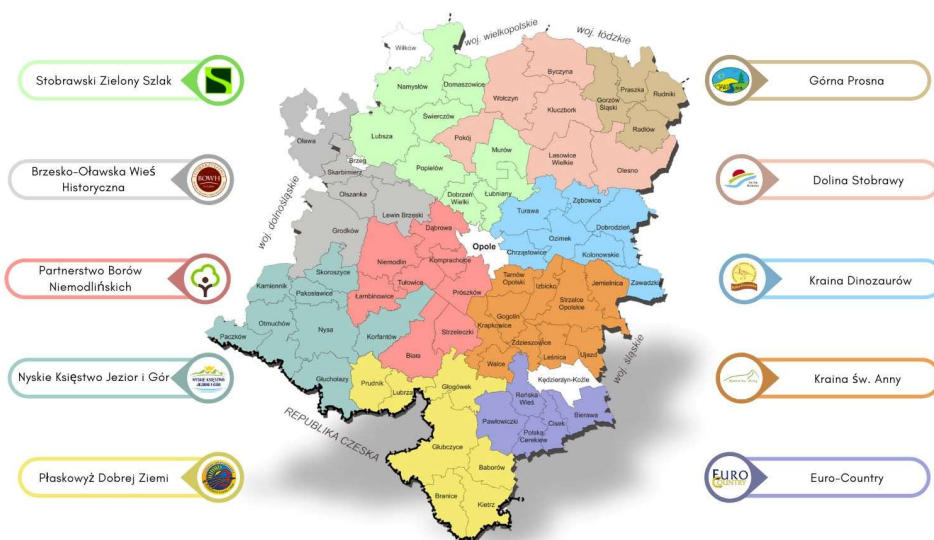 Stobrawski Zielony Szlak
Brzesko-Oławska Wieś
Historyczna
BOWH
Partnerstwo Borów
Niemodlińskich
Nyskie Księstwo Jezior i Gór
NYSKIE KSIĘSTWO
JEZIOR I GÓR
Płaskowyż Dobrej Ziemi
woj. wielkopolskie
woj. łódzkie
woj. dolnośląskie
woj. śląskie
REPUBLIKA CZESKA
Wilków
Namysłów
Domaszowice
Świerczów
Lubsza
Pokój
Murów
Popielów
Dobrzeń
Wielki
Łubniany
Wołczyn
Byczyna
Kluczbork
Lasowice
Wielkie
Olesno
Gorzów
Śląski
Praszka
Rudniki
Radłów
Oława
Brzeg
Skarbimierz
Olszanka
Lewin Brzeski
Grodków
Dąbrowa
Niemodlin
Komprachcice
Tułowice
Łambinowice
Prószków
Strzeleczki
Biała
Opole
Turawa
Zębowice
Dobrodzień
Ozimek
Chrząstowice
Kolonowskie
Zawadzki
Skoroszyce
Kamiennik
Pakosławice
Otmuchów
Nysa
Korfantów
Paczków
Głuchołazy
Tarnów
Opolski
Izbicko
Jemielnica
Strzelce
Opolskie
Gogolin
Krapkowice
Zdzieszowice
Walce
Leśnica
Ujazd
Kędzierzyn-Koźle
Prudnik
Lubrza
Głogówek
Głubczyce
Baborów
Branice
Kietrz
Reńska
Wieś
Pawłowiczki
Polska
Cerekiew
Cisek
Bierawa
Górna Prosna
Dolina Stobrawy
Kraina Dinozaurów
Kraina Św. Anny
EURO
COUNTRY
Euro-Country